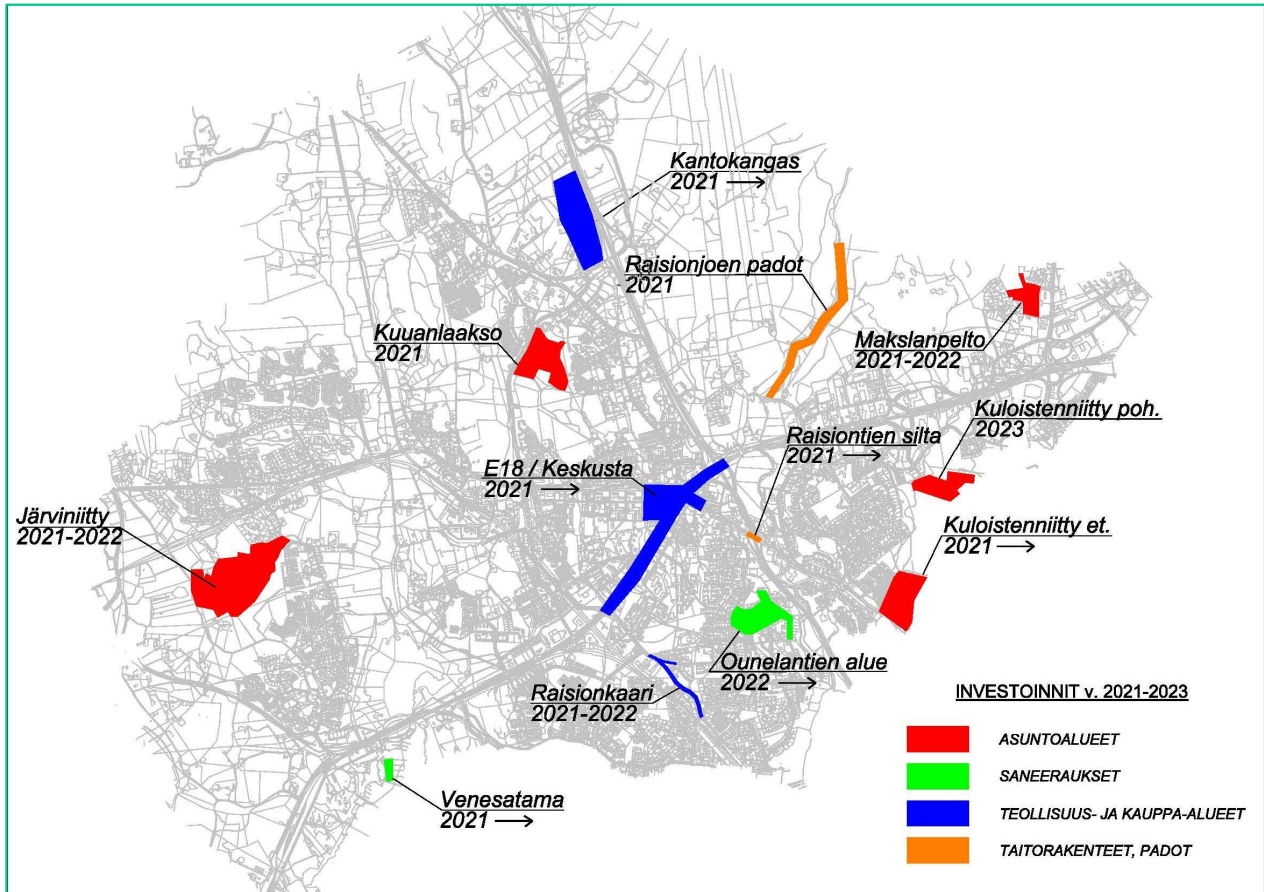 Kantokangas
2021 →
Raisionjoen padot
2021
Kuuanlaakso
2021
Makslanpelto
2021-2022
Kuloistenniitty poh.
2023
Raisiontien silta
2021 →
E18 / Keskusta
2021 →
Järviniitty
2021-2022
Kuloistenniitty et.
2021 →
Ounelantien alue
2022 →
Raisionkaari
2021-2022
Venesatama
2021 →
INVESTOINNIT v. 2021-2023
ASUNTOALUEET
SANEERAUKSET
TEOLLISUUS- JA KAUPPA-ALUEET
TAITORAKENTEET, PADOT